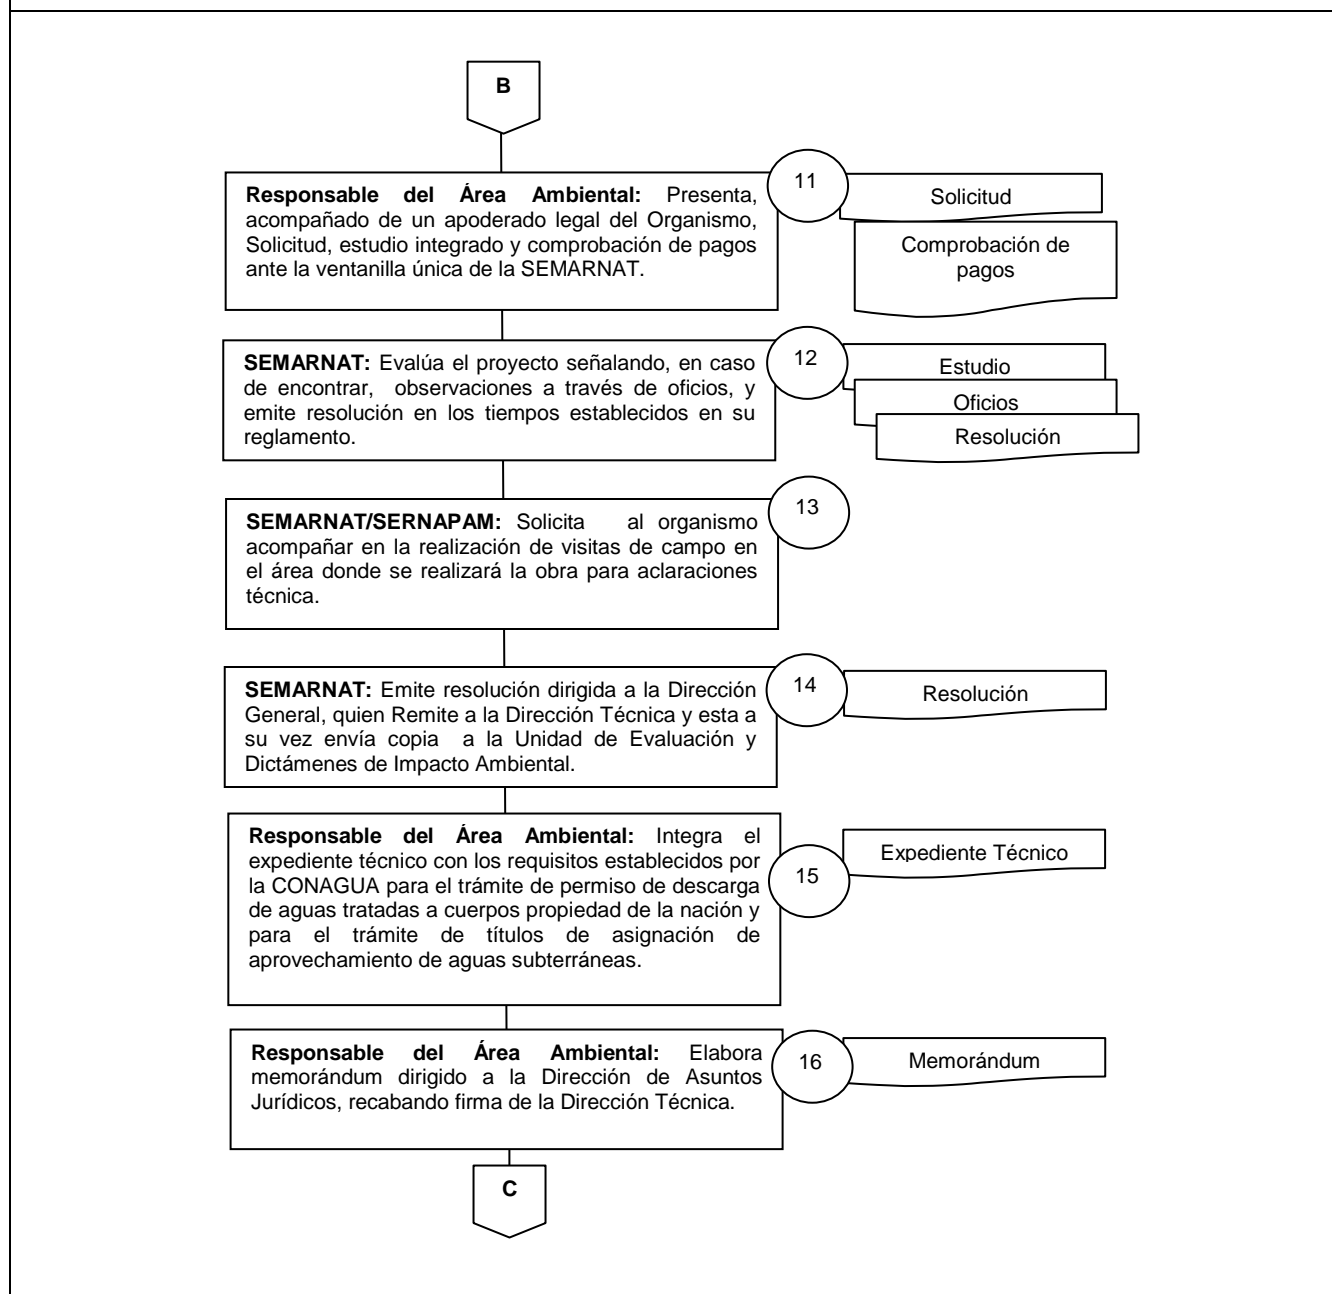 B
Responsable del Área Ambiental: Presenta,
acompañado de un apoderado legal del Organismo,
Solicitud, estudio integrado y comprobación de pagos
ante la ventanilla única de la SEMARNAT.
11
Solicitud
Comprobación de
pagos
SEMARNAT: Evalúa el proyecto señalando, en caso
de encontrar, observaciones a través de oficios, y
emite resolución en los tiempos establecidos en su
reglamento.
12
Estudio
Oficios
Resolución
SEMARNAT/SERNAPAM: Solicita al organismo
acompañar en la realización de visitas de campo en
el área donde se realizará la obra para aclaraciones
técnica.
13
SEMARNAT: Emite resolución dirigida a la Dirección
General, quien Remite a la Dirección Técnica y esta a
su vez envía copia a la Unidad de Evaluación y
Dictámenes de Impacto Ambiental.
14
Resolución
Responsable del Área Ambiental: Integra el
expediente técnico con los requisitos establecidos por
la CONAGUA para el trámite de permiso de descarga
de aguas tratadas a cuerpos propiedad de la nación y
para el trámite de títulos de asignación de
aprovechamiento de aguas subterráneas.
15
Expediente Técnico
Responsable del Área Ambiental: Elabora
memorándum dirigido a la Dirección de Asuntos
Jurídicos, recabando firma de la Dirección Técnica.
16
Memorándum
C